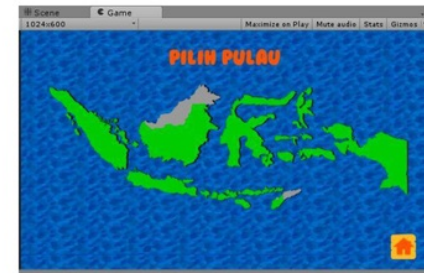 Scene Game
1024x600 Maximize on Play Mute audio Stats Gizmos
PILIH PULAU